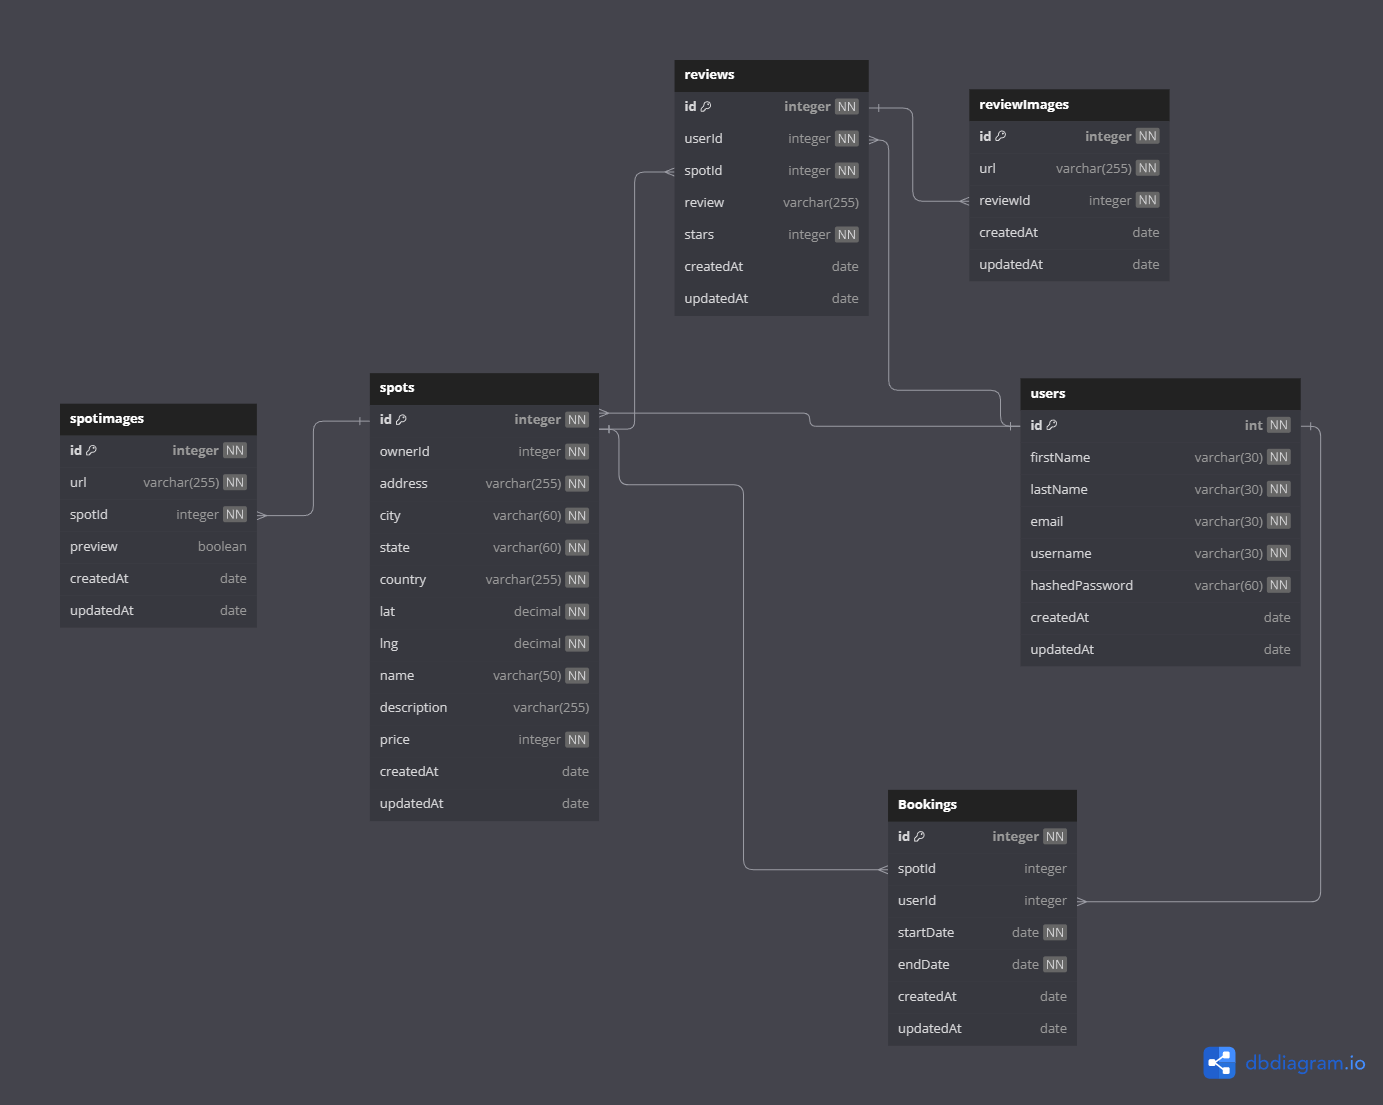 reviews
id integer NN
userId integer NN
spotId integer NN
review varchar(255)
stars integer NN
createdAt date
updatedAt date
reviewImages
id integer NN
url varchar(255) NN
reviewId integer NN
createdAt date
updatedAt date
spotimages
id integer NN
url varchar(255) NN
spotId integer NN
preview boolean
createdAt date
updatedAt date
spots
id integer NN
ownerId integer NN
address varchar(255) NN
city varchar(60) NN
state varchar(60) NN
country varchar(255) NN
lat decimal NN
lng decimal NN
name varchar(50) NN
description varchar(255)
price integer NN
createdAt date
updatedAt date
users
id int NN
firstName varchar(30) NN
lastName varchar(30) NN
email varchar(30) NN
username varchar(30) NN
hashedPassword varchar(60) NN
createdAt date
updatedAt date
Bookings
id integer NN
spotId integer
userId integer
startDate date NN
endDate date NN
createdAt date
updatedAt date
dbdiagram.io